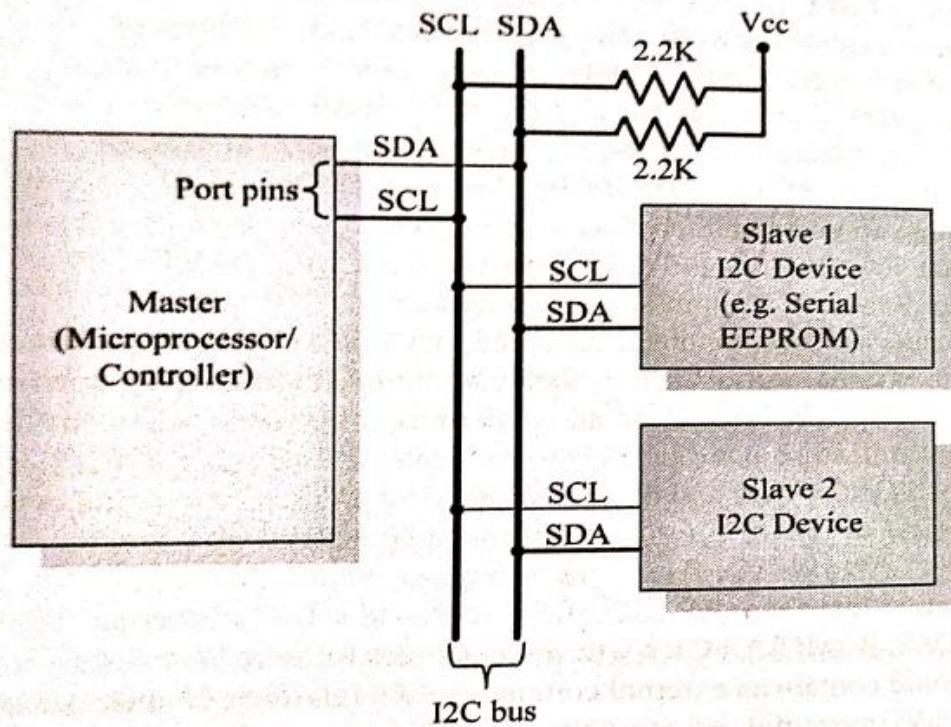 SCL SDA
Vcc
2.2K
2.2K
SDA
Port pins
SCL
Master
(Microprocessor/
Controller)
SCL
SDA
Slave 1
I2C Device
(e.g. Serial
EEPROM)
SCL
SDA
Slave 2
I2C Device
I2C bus